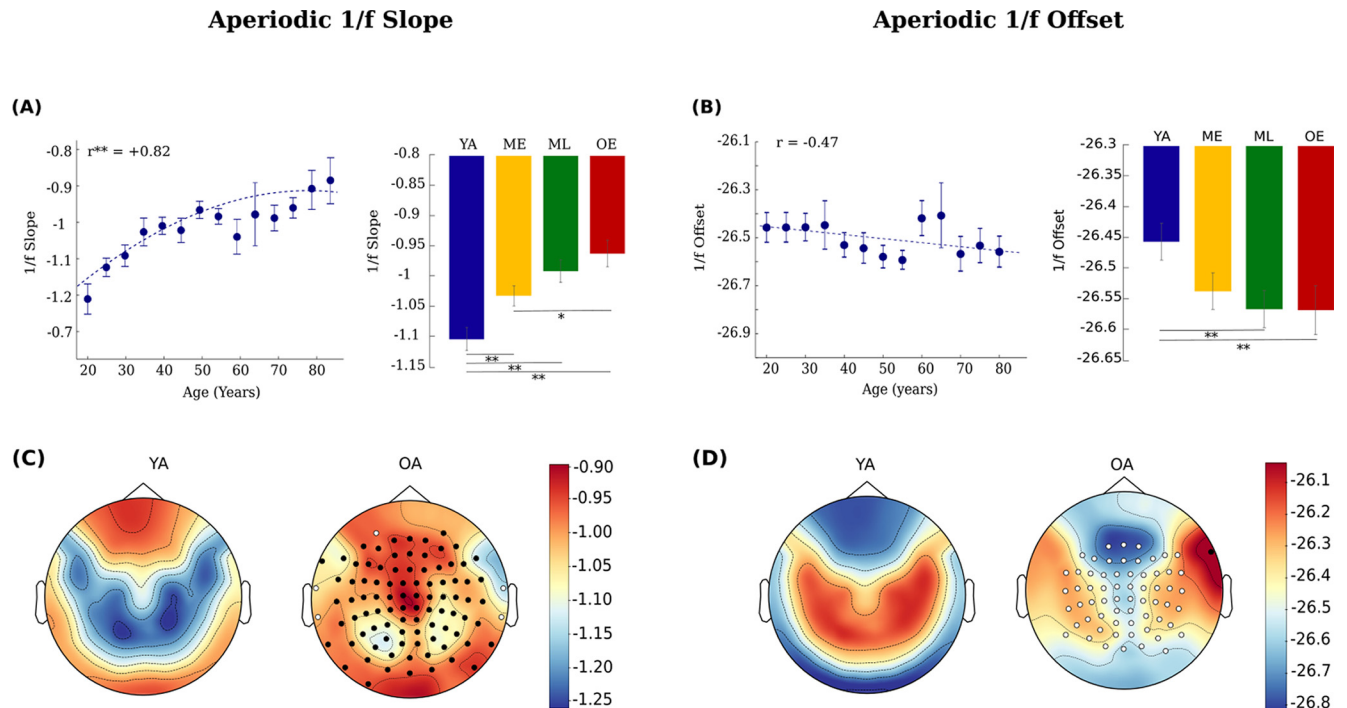 Aperiodic 1/f Slope
Aperiodic 1/f Offset
(A)
r** = +0.82
-0.8
-0.9
-1
-1.1
-1.2
-0.7
1/f Slope
20 30 40 50 60 70 80
Age (Years)
YA ME ML OE
-0.8
-0.85
-0.9
-0.95
-1
-1.05
-1.1
-1.15
1/f Slope
*
**
**
**
(B)
r = -0.47
-26.1
-26.3
-26.5
-26.7
-26.9
1/f Offset
20 30 40 50 60 70 80
Age (years)
YA ME ML OE
-26.3
-26.4
-26.45
-26.5
-26.55
-26.6
-26.65
1/f Offset
**
**
(C)
YA
OA
-0.90
-0.95
-1.00
-1.05
-1.10
-1.15
-1.20
-1.25
(D)
YA
OA
-26.1
-26.2
-26.3
-26.4
-26.5
-26.6
-26.7
-26.8